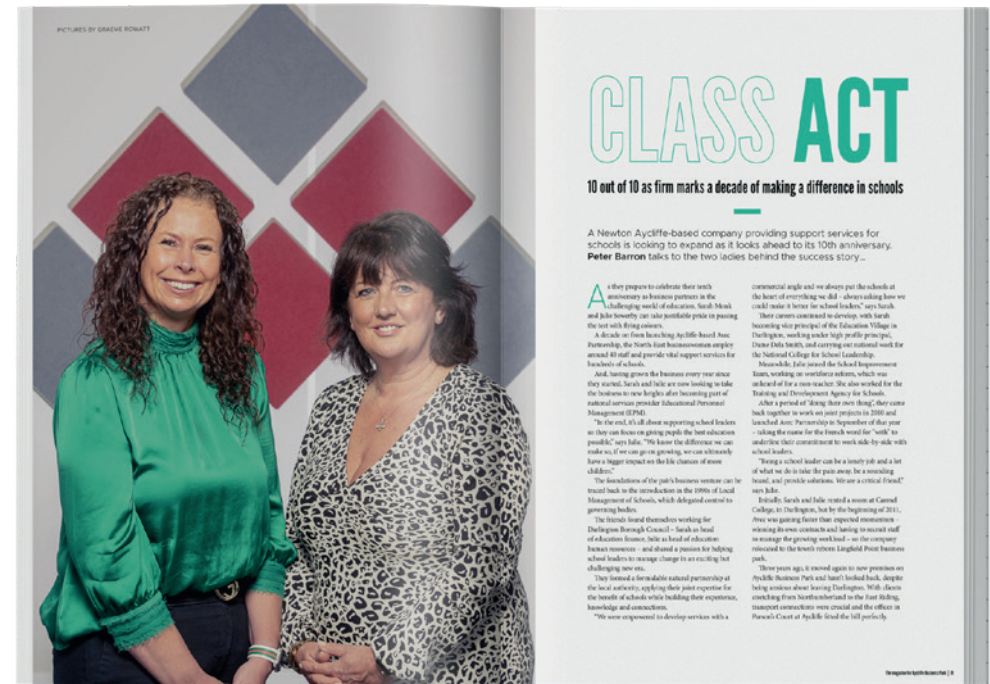 PICTURES BY GRAEME ROWATT
CLASS ACT
10 out of 10 as firm marks a decade of making a difference in schools
A Newton Aycliffe-based company providing support services for
schools is looking to expand as it looks ahead to its 10th anniversary.
Peter Barron talks to the two ladies behind the success story...
As they prepare to celebrate their tenth
anniversary as business partners in the
challenging world of education, Sarah Monk
and Julie Sowerby can take justifiable pride in passing
the test with flying colours.
A decade on from launching Aycliffe-based Avec
Partnership, the North-East businesswomen employ
around 40 staff and provide vital support services for
hundreds of schools.
And, having grown the business every year since
they started, Sarah and Julie are now looking to take
the business to new heights after becoming part of
national services provider Educational Personnel
Management (EPM).
"In the end, it's all about supporting school leaders
so they can focus on giving pupils the best education
possible," says Julie. "We know the difference we can
make so, if we can go on growing, we can ultimately
have a bigger impact on the life chances of more
children."
The foundations of the pair's business venture can be
traced back to the introduction in the 1990s of Local
Management of Schools, which delegated control to
governing bodies.
The friends found themselves working for
Darlington Borough Council – Sarah as head
of education finance, Julie as head of education
human resources – and shared a passion for helping
school leaders to manage change in an exciting but
challenging new era.
They formed a formidable natural partnership at
the local authority, applying their joint expertise for
the benefit of schools while building their experience,
knowledge and connections.
"We were empowered to develop services with a
commercial angle and we always put the schools at
the heart of everything we did – always asking how we
could make it better for school leaders," says Sarah.
Their careers continued to develop, with Sarah
becoming vice principal of the Education Village in
Darlington, working under high profile principal,
Dame Dela Smith, and carrying out national work for
the National College for School Leadership.
Meanwhile, Julie joined the School Improvement
Team, working on workforce reform, which was
unheard of for a non-teacher. She also worked for the
Training and Development Agency for Schools.
After a period of "doing their own thing", they came
back together to work on joint projects in 2010 and
launched Avec Partnership in September of that year
– taking the name for the French word for "with" to
underline their commitment to work side-by-side with
school leaders.
"Being a school leader can be a lonely job and a lot
of what we do is take the pain away, be a sounding
board, and provide solutions. We are a critical friend,"
says Julie.
Initially, Sarah and Julie rented a room at Carmel
College, in Darlington, but by the beginning of 2011,
Avec was gaining faster than expected momentum –
winning its own contracts and having to recruit staff
to manage the growing workload – so the company
relocated to the town's reborn Lingfield Point business
park.
Three years ago, it moved again to new premises on
Aycliffe Business Park and hasn't looked back, despite
being anxious about leaving Darlington. With clients
stretching from Northumberland to the East Riding,
transport connections were crucial and the offices in
Parson's Court at Aycliffe fitted the bill perfectly.
The magazine for Aycliffe Business Park |